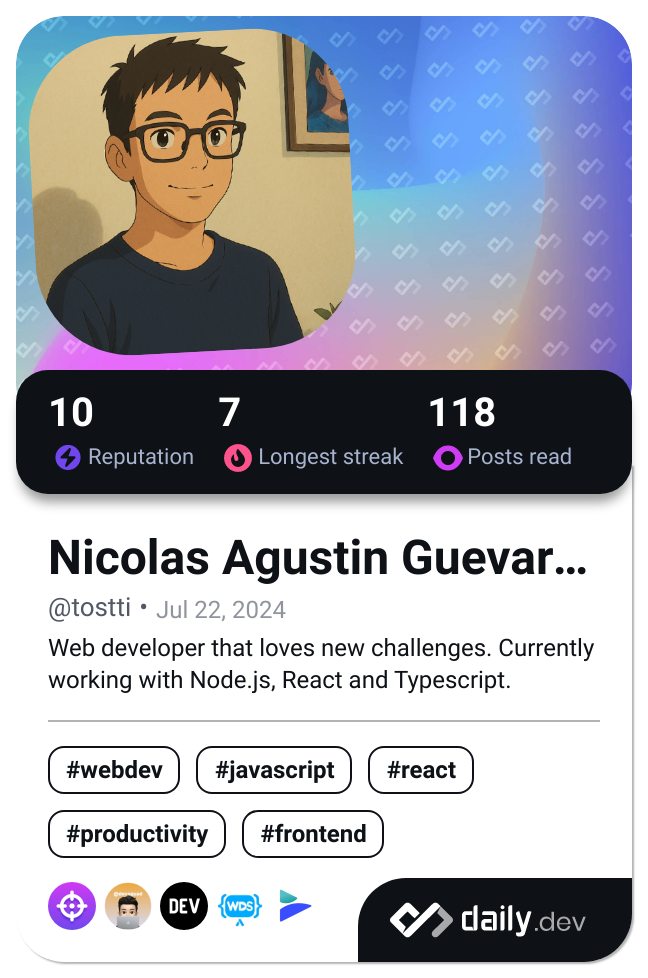 10 7 118
Reputation Longest streak Posts read
Nicolas Agustin Guevar...
@tostti • Jul 22, 2024
Web developer that loves new challenges. Currently
working with Node.js, React and Typescript.
#webdev #javascript #react
#productivity #frontend
DEV WDS
daily.dev